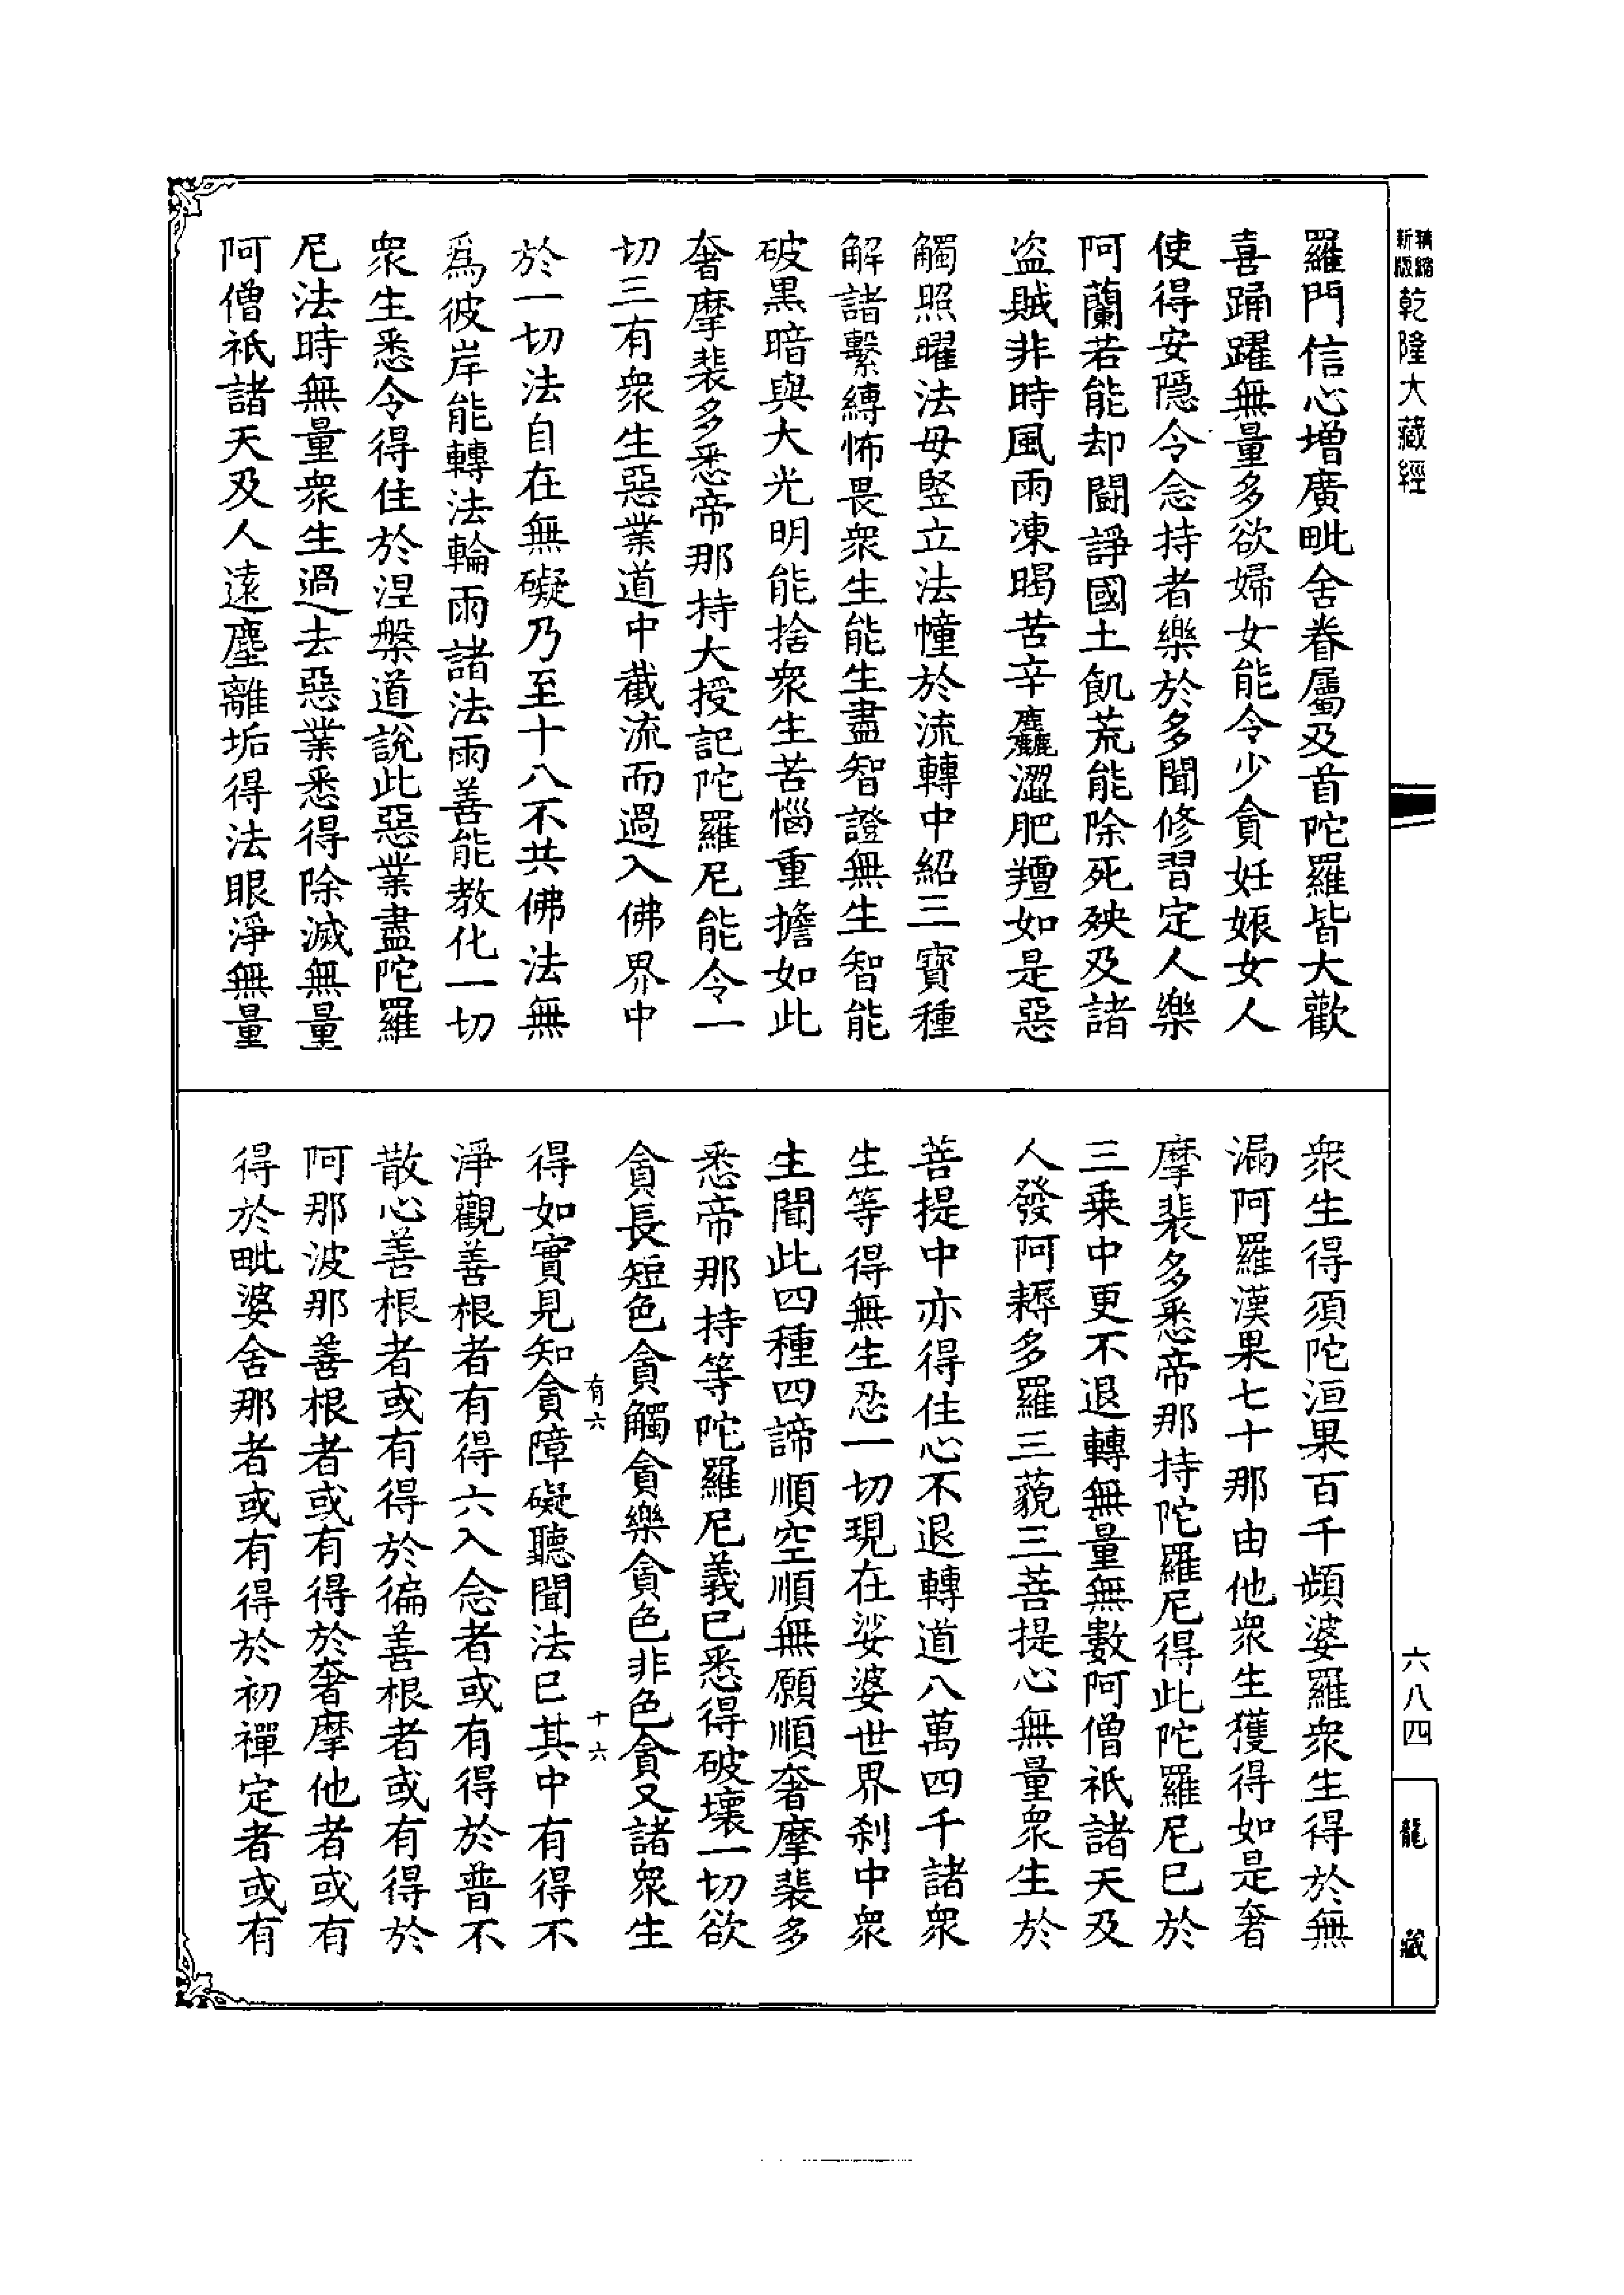 精縮
新版
乾隆大藏經
羅門信心增廣毗舍眷屬及首陀羅皆大歡
喜踊躍無量多欲婦女能令少貪妊娠女人
使得安隱令念持者樂於多聞修習定人樂
阿蘭若能却鬪諍國土飢荒能除死殃及諸
盜賊非時風雨凍暍苦辛麤澀肥羶如是惡
觸照曜法母竪立法幢於流轉中紹三寶種
解諸繫縛怖畏衆生能生盡智證無生智能
破黑暗與大光明能捨衆生苦惱重擔如此
奢摩裴多悉帝那持大授記陀羅尼能令一
切三有衆生惡業道中截流而過入佛界中
於一切法自在無礙乃至十八不共佛法無
爲彼岸能轉法輪雨諸法雨善能教化一切
衆生悉令得住於涅槃道說此惡業盡陀羅
尼法時無量衆生過去惡業悉得除滅無量
阿僧祇諸天及人遠塵離垢得法眼淨無量
衆生得須陀洹果百千頻婆羅衆生得於無
漏阿羅漢果七十那由他衆生獲得如是奢
摩裴多悉帝那持陀羅尼得此陀羅尼已於
三乘中更不退轉無量無數阿僧祇諸天及
人發阿耨多羅三藐三菩提心無量衆生於
菩提中亦得住心不退轉道八萬四千諸衆
生等得無生忍一切現在娑婆世界刹中衆
生聞此四種四諦順空順無願順奢摩裴多
悉帝那持等陀羅尼義已悉得破壞一切欲
貪長短色貪觸貪樂貪色非色貪又諸衆生
有六
十六
得如實見知貪障礙聽聞法已其中有得不
淨觀善根者有得六入念者或有得於普不
散心善根者或有得於徧善根者或有得於
阿那波那善根者或有得於奢摩他者或有
得於毗婆舍那者或有得於初禪定者或有
六八四
龍藏